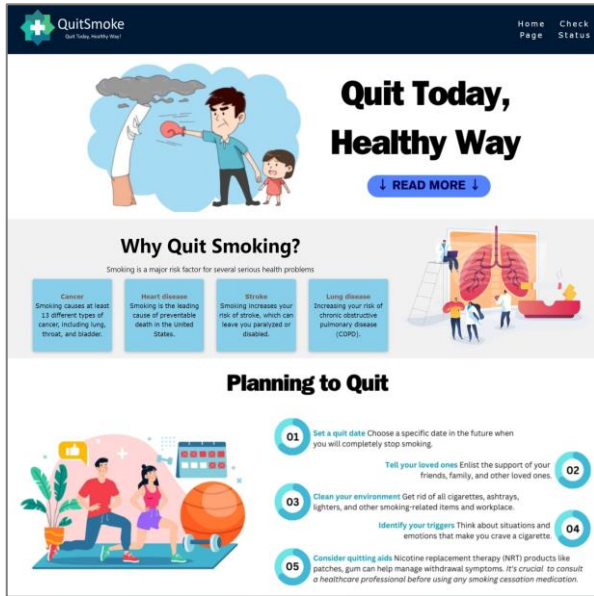 QuitSmoke
Quit Today, Healthy Way!
Home
Page
Check
Status
Quit Today,
Healthy Way
↓ READ MORE ↓
Why Quit Smoking?
Smoking is a major risk factor for several serious health problems
Cancer
Smoking causes at least
13 different types of
cancer, including lung,
throat, and bladder.
Heart disease
Smoking is the leading
cause of preventable
death in the United
States.
Stroke
Smoking increases your
risk of stroke, which can
leave you paralyzed or
disabled.
Lung disease
Increasing your risk of
chronic obstructive
pulmonary disease
(COPD).
Planning to Quit
01
Set a quit date Choose a specific date in the future when
you will completely stop smoking.
Tell your loved ones Enlist the support of your
friends, family, and other loved ones.
02
03
Clean your environment Get rid of all cigarettes, ashtrays,
lighters, and other smoking-related items and workplace.
Identify your triggers Think about situations and
emotions that make you crave a cigarette.
04
05
Consider quitting aids Nicotine replacement therapy (NRT) products like
patches, gum can help manage withdrawal symptoms. It's crucial to consult
a healthcare professional before using any smoking cessation medication.